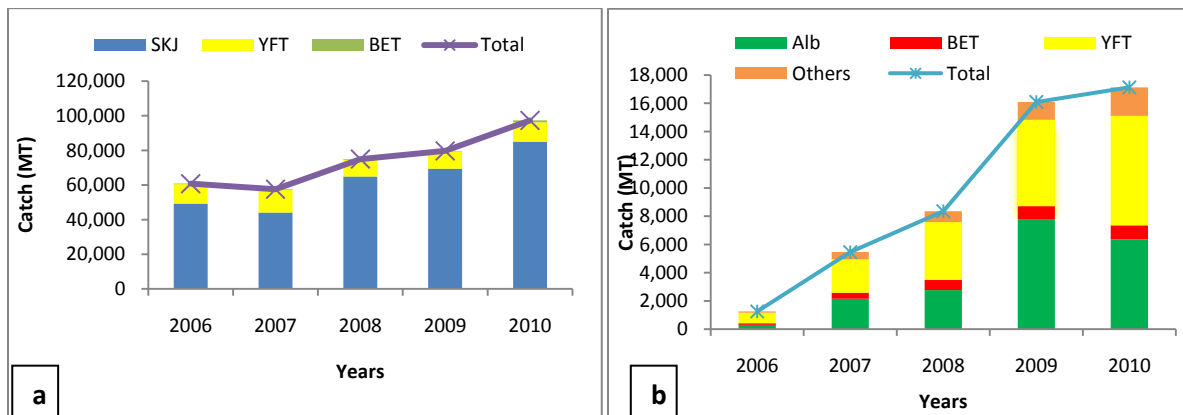 SKJ YFT BET Total
120,000
100,000
80,000
60,000
40,000
20,000
0
Catch (MT)
2006 2007 2008 2009 2010
Years
a
Alb BET YFT
Others Total
18,000
16,000
14,000
12,000
10,000
8,000
6,000
4,000
2,000
0
Catch (MT)
2006 2007 2008 2009 2010
Years
b